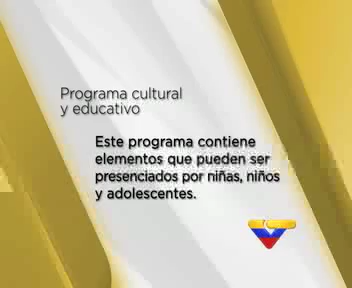 Programa cultural
y educativo
Este programa contiene
elementos que pueden ser
presenciados por niñas, niños
y adolescentes.